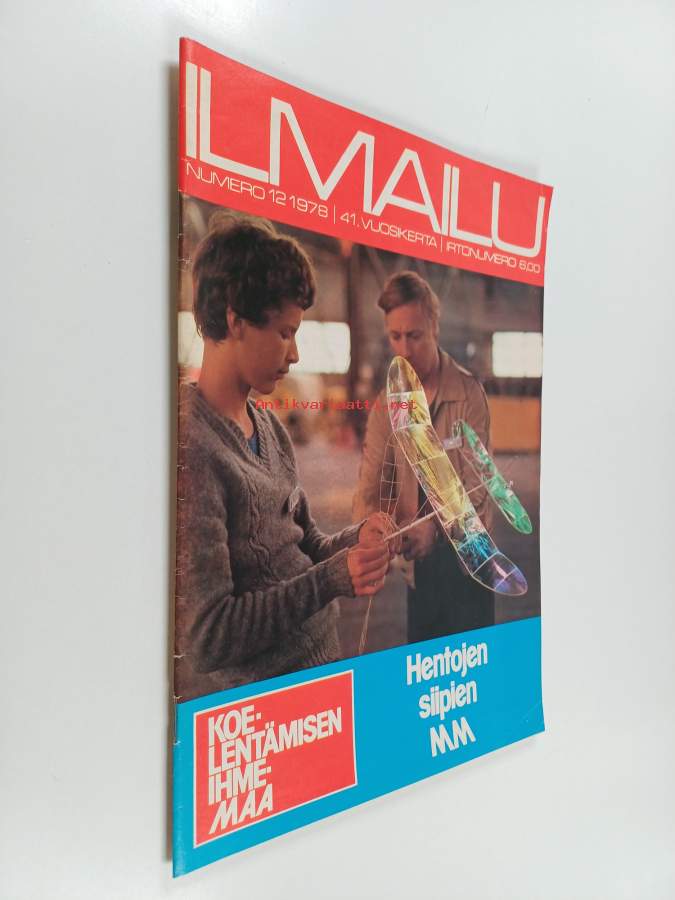 ILMAILU
NUMERO 12 1978 | 41. VUOSIKERTA | IRTONUMERO 6,00
Antikvariaatti.net
Hentojen
siipien
MM
KOE-
LENTÄMISEN
IHME-
MAA